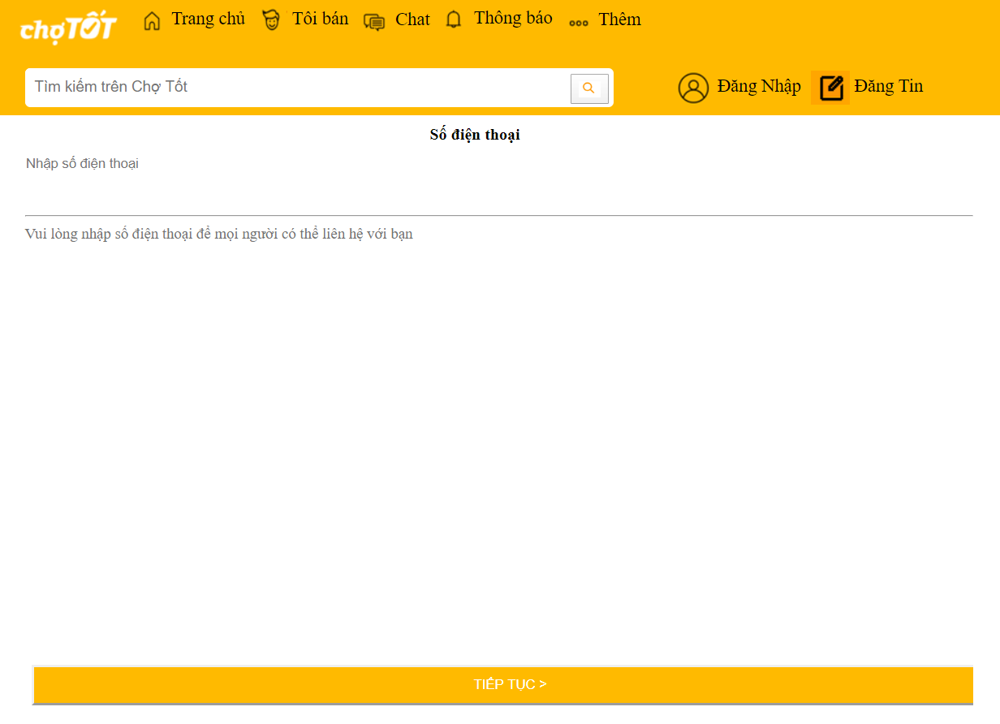 chợTỐT
Trang chủ Tôi bán Chat Thông báo Thêm
Tìm kiếm trên Chợ Tốt
Đăng Nhập Đăng Tin
Số điện thoại
Nhập số điện thoại
Vui lòng nhập số điện thoại để mọi người có thể liên hệ với bạn
TIẾP TỤC >